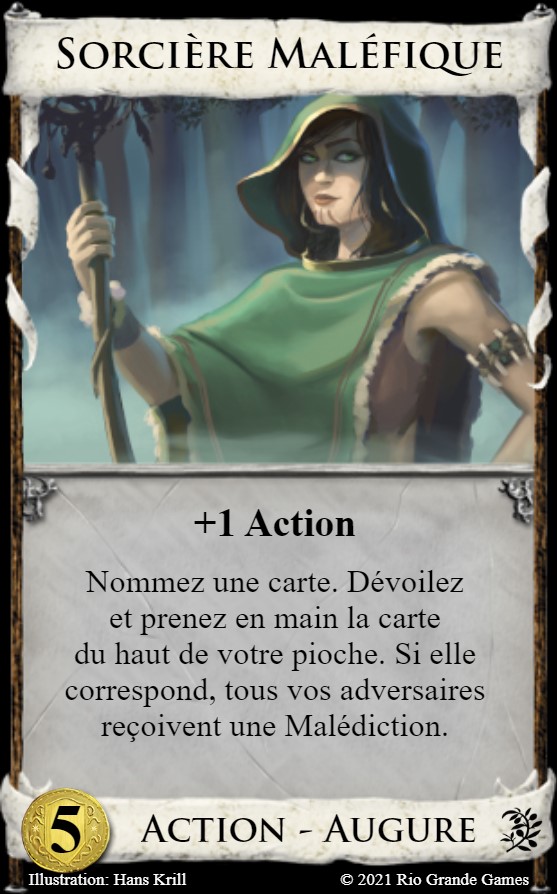 Sorcière Maléfique
+1 Action
Nommez une carte. Dévoilez
et prenez en main la carte
du haut de votre pioche. Si elle
correspond, tous vos adversaires
reçoivent une Malédiction.
5
Action - Augure
Illustration: Hans Krill
© 2021 Rio Grande Games